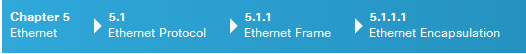 Chapter 5
Ethernet
5.1
Ethernet Protocol
5.1.1
Ethernet Frame
5.1.1.1
Ethernet Encapsulation